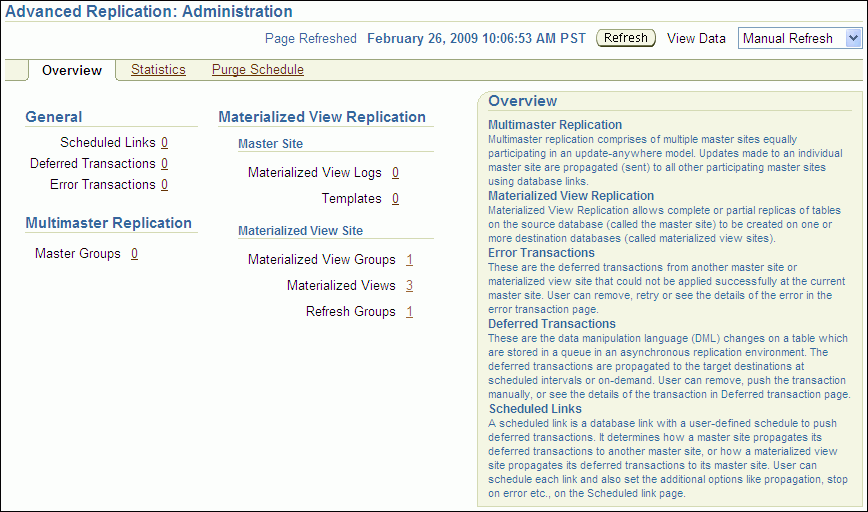 Advanced Replication: Administration
Page Refreshed February 26, 2009 10:06:53 AM PST Refresh View Data Manual Refresh
Overview Statistics Purge Schedule
General
Scheduled Links 0
Deferred Transactions 0
Error Transactions 0
Multimaster Replication
Master Groups 0
Materialized View Replication
Master Site
Materialized View Logs 0
Templates 0
Materialized View Site
Materialized View Groups 1
Materialized Views 3
Refresh Groups 1
Overview
Multimaster Replication
Multimaster replication comprises of multiple master sites equally
participating in an update-anywhere model. Updates made to an individual
master site are propagated (sent) to all other participating master sites
using database links.
Materialized View Replication
Materialized View Replication allows complete or partial replicas of tables
on the source database (called the master site) to be created on one or
more destination databases (called materialized view sites).
Error Transactions
These are the deferred transactions from another master site or
materialized view site that could not be applied successfully at the current
master site. User can remove, retry or see the details of the error in the
error transaction page.
Deferred Transactions
These are the data manipulation language (DML) changes on a table which
are stored in a queue in an asynchronous replication environment. The
deferred transactions are propagated to the target destinations at
scheduled intervals or on-demand. User can remove, push the transaction
manually, or see the details of the transaction in Deferred transaction page.
Scheduled Links
A scheduled link is a database link with a user-defined schedule to push
deferred transactions. It determines how a master site propagates its
deferred transactions to another master site, or how a materialized view
site propagates its deferred transactions to its master site. User can
schedule each link and also set the additional options like propagation, stop
on error etc., on the Scheduled link page.